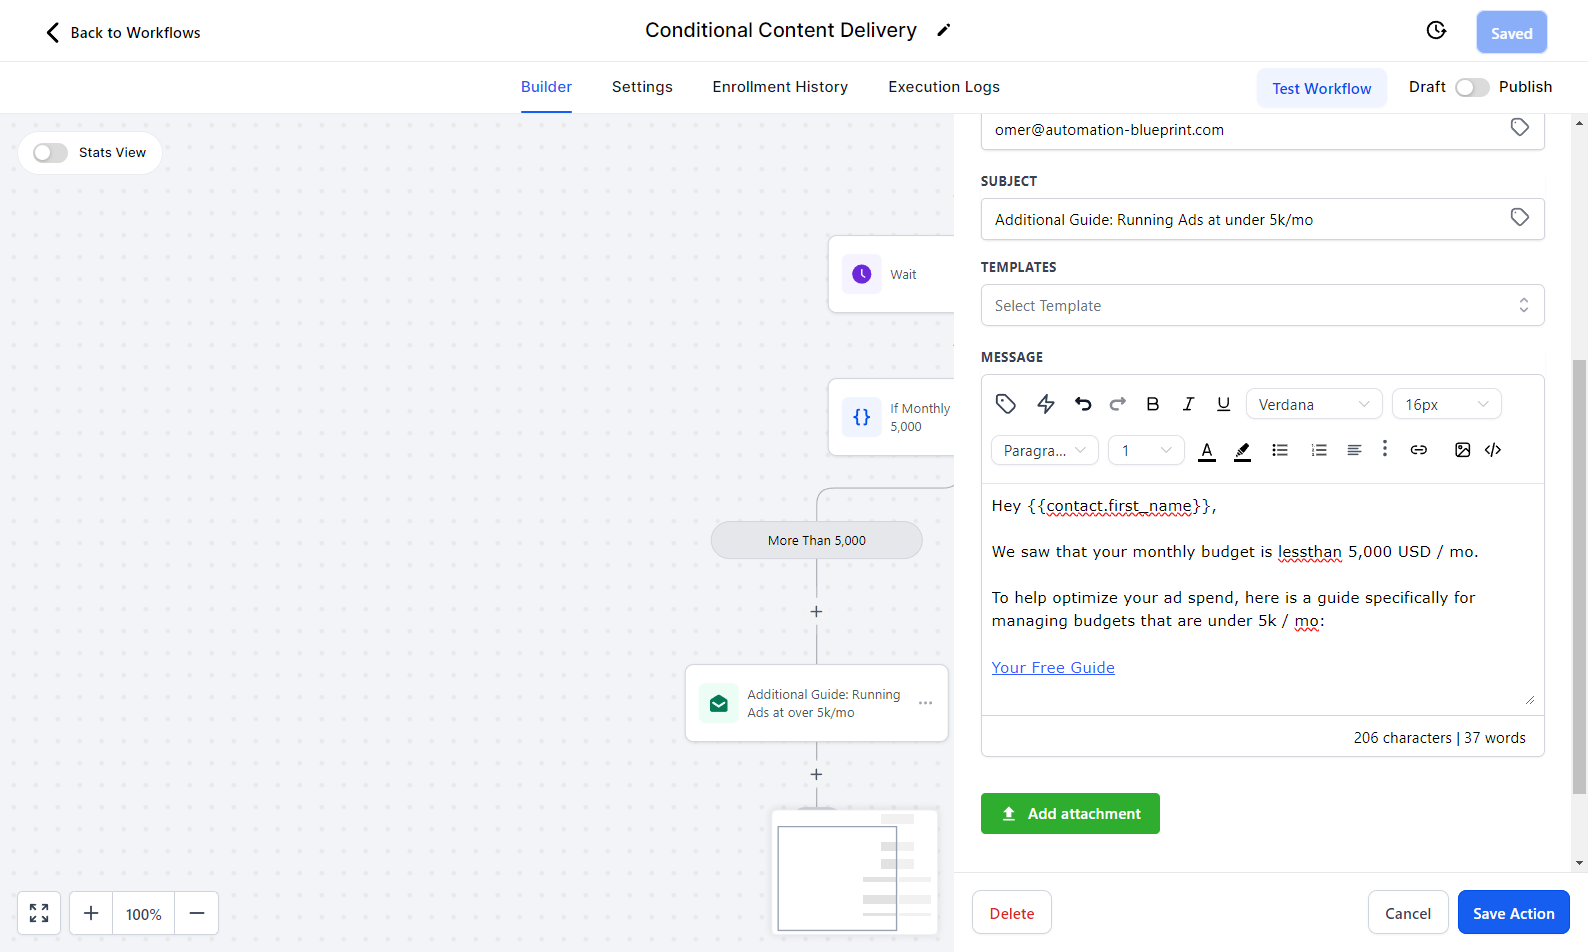 Back to Workflows
Conditional Content Delivery
Saved
Builder
Settings
Enrollment History
Execution Logs
Test Workflow
Draft
Publish
Stats View
Wait
If Monthly
5,000
More Than 5,000
Additional Guide: Running
Ads at over 5k/mo
100%
omer@automation-blueprint.com
SUBJECT
Additional Guide: Running Ads at under 5k/mo
TEMPLATES
Select Template
MESSAGE
Verdana
16px
Paragra...
1
Hey {{contact.first_name}},
We saw that your monthly budget is lessthan 5,000 USD / mo.
To help optimize your ad spend, here is a guide specifically for
managing budgets that are under 5k / mo:
Your Free Guide
206 characters | 37 words
Add attachment
Delete
Cancel
Save Action